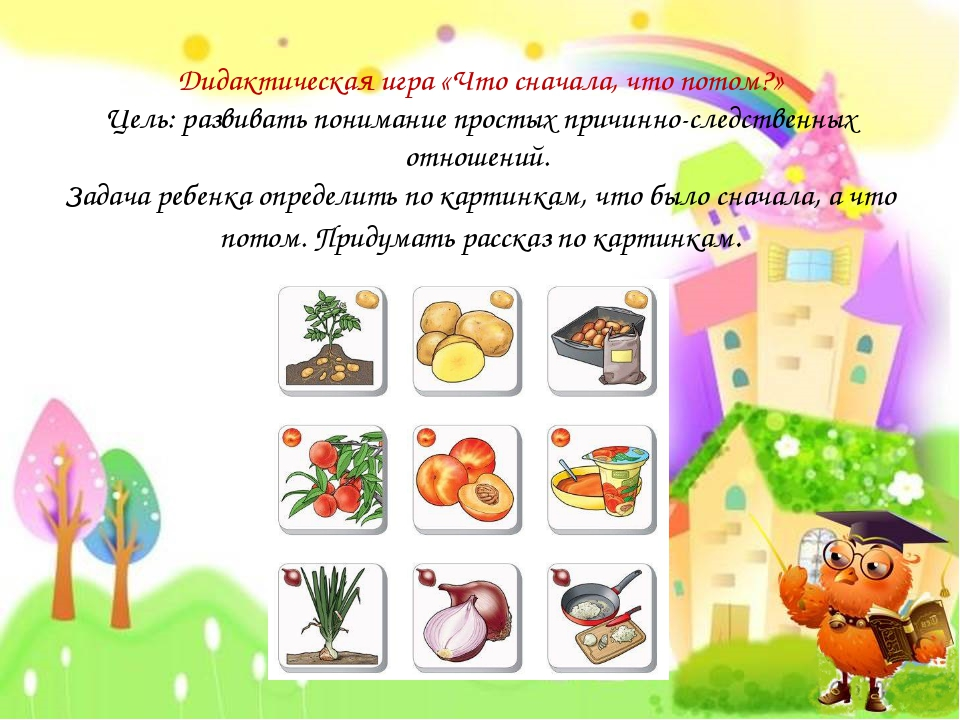 Дидактическая игра «Что сначала, что потом?»
Цель: развивать понимание простых причинно-следственных
отношений.
Задача ребенка определить по картинкам, что было сначала, а что
потом. Придумать рассказ по картинкам.